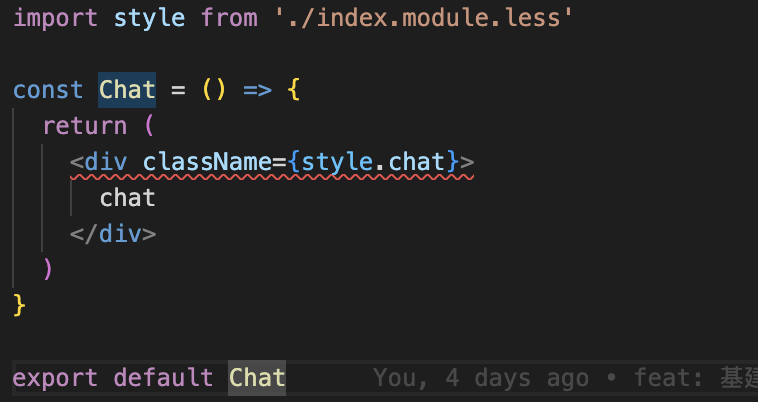 import style from './index.module.less'
const Chat = () => {
return (
<div className={style.chat}>
chat
</div>
)
}
export default Chat You, 4 days ago • feat: 基建